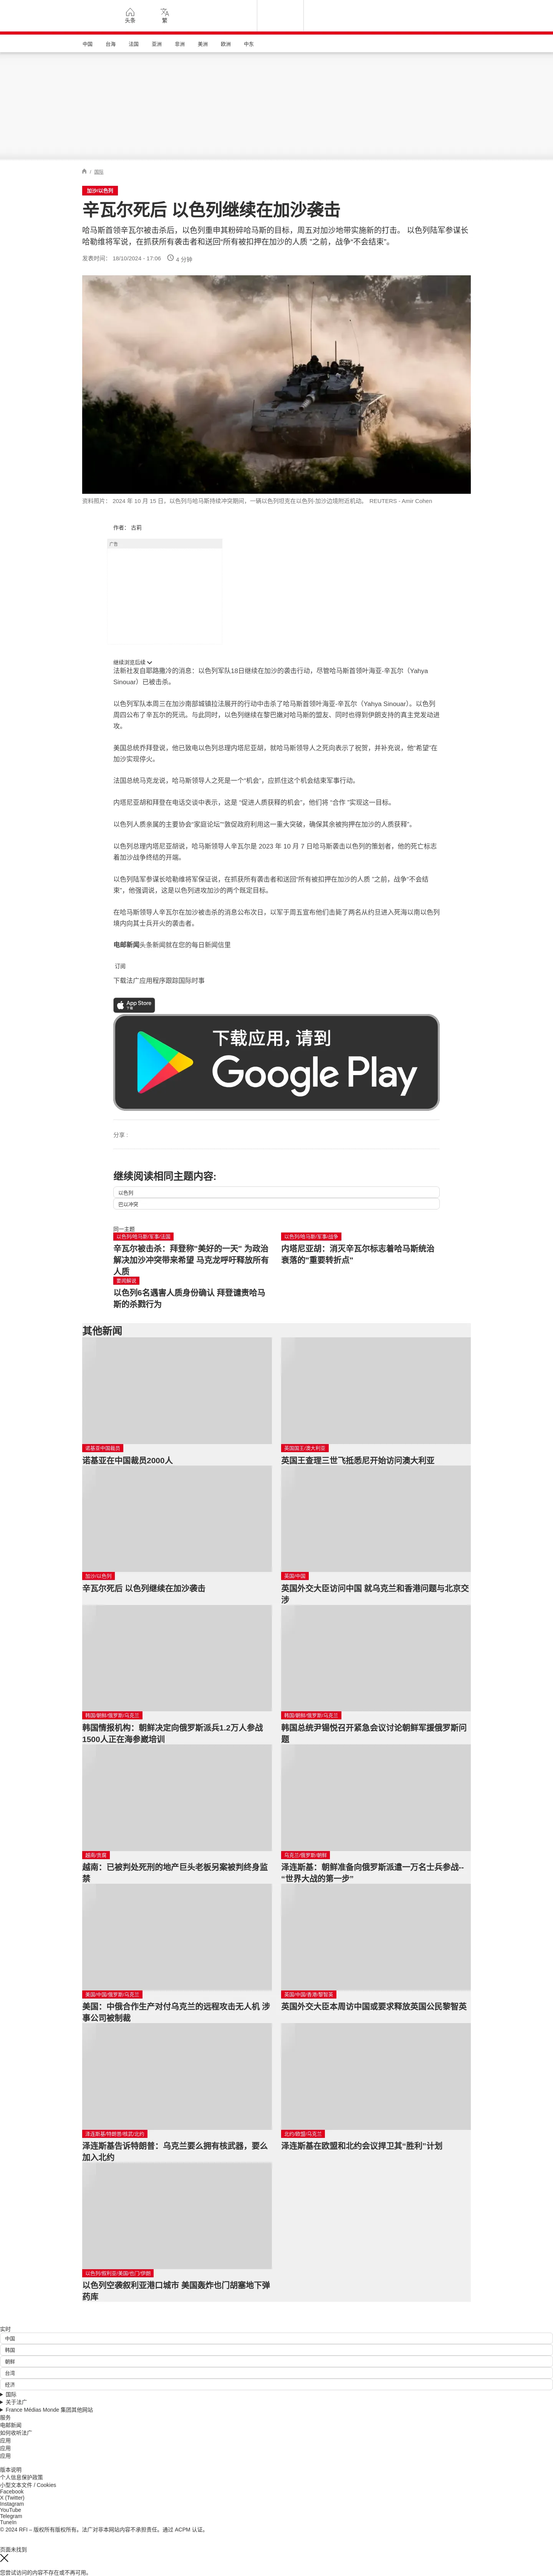 头条
繁
中国
台海
法国
亚洲
非洲
美洲
欧洲
中东
/ 国际
加沙/以色列
辛瓦尔死后 以色列继续在加沙袭击
哈马斯首领辛瓦尔被击杀后，以色列重申其粉碎哈马斯的目标，周五对加沙地带实施新的打击。 以色列陆军参谋长
哈勒维将军说，在抓获所有袭击者和送回“所有被扣押在加沙的人质 ”之前，战争“不会结束”。
发表时间： 18/10/2024 - 17:06
4 分钟
资料照片： 2024 年 10 月 15 日，以色列与哈马斯持续冲突期间，一辆以色列坦克在以色列-加沙边境附近机动。 REUTERS - Amir Cohen
作者： 古莉
广告
继续浏览后续
法新社发自耶路撒冷的消息：以色列军队18日继续在加沙的袭击行动，尽管哈马斯首领叶海亚-辛瓦尔（Yahya
Sinouar）已被击杀。
以色列军队本周三在加沙南部城镇拉法展开的行动中击杀了哈马斯首领叶海亚-辛瓦尔（Yahya Sinouar）。以色列
周四公布了辛瓦尔的死讯。与此同时，以色列继续在黎巴嫩对哈马斯的盟友、同时也得到伊朗支持的真主党发动进
攻。
美国总统乔拜登说，他已致电以色列总理内塔尼亚胡，就哈马斯领导人之死向表示了祝贺，并补充说，他“希望”在
加沙实现停火。
法国总统马克龙说，哈马斯领导人之死是一个“机会”，应抓住这个机会结束军事行动。
内塔尼亚胡和拜登在电话交谈中表示，这是 “促进人质获释的机会”，他们将 “合作 ”实现这一目标。
以色列人质亲属的主要协会“家庭论坛”“敦促政府利用这一重大突破，确保其余被拘押在加沙的人质获释”。
以色列总理内塔尼亚胡说，哈马斯领导人辛瓦尔是 2023 年 10 月 7 日哈马斯袭击以色列的策划者，他的死亡标志
着加沙战争终结的开端。
以色列陆军参谋长哈勒维将军保证说，在抓获所有袭击者和送回“所有被扣押在加沙的人质 ”之前，战争“不会结
束”，他强调说，这是以色列进攻加沙的两个既定目标。
在哈马斯领导人辛瓦尔在加沙被击杀的消息公布次日，以军于周五宣布他们击毙了两名从约旦进入死海以南以色列
境内向其士兵开火的袭击者。
电邮新闻头条新闻就在您的每日新闻信里
订阅
下载法广应用程序跟踪国际时事
App Store
下载
下载应用，请到
Google Play
分享 :
继续阅读相同主题内容:
以色列
巴以冲突
同一主题
以色列/哈马斯/军事/法国
辛瓦尔被击杀：拜登称"美好的一天" 为政治
解决加沙冲突带来希望 马克龙呼吁释放所有
人质
以色列/哈马斯/军事/战争
内塔尼亚胡：消灭辛瓦尔标志着哈马斯统治
衰落的"重要转折点"
要闻解说
以色列6名遇害人质身份确认 拜登谴责哈马
斯的杀戮行为
其他新闻
诺基亚中国裁员
诺基亚在中国裁员2000人
英国国王/澳大利亚
英国王查理三世飞抵悉尼开始访问澳大利亚
加沙/以色列
辛瓦尔死后 以色列继续在加沙袭击
英国/中国
英国外交大臣访问中国 就乌克兰和香港问题与北京交
涉
韩国/朝鲜/俄罗斯/乌克兰
韩国情报机构：朝鲜决定向俄罗斯派兵1.2万人参战
1500人正在海参崴培训
韩国/朝鲜/俄罗斯/乌克兰
韩国总统尹锡悦召开紧急会议讨论朝鲜军援俄罗斯问
题
越南/贪腐
越南：已被判处死刑的地产巨头老板另案被判终身监
禁
乌克兰/俄罗斯/朝鲜
泽连斯基：朝鲜准备向俄罗斯派遣一万名士兵参战--
“世界大战的第一步”
美国/中国/俄罗斯/乌克兰
美国：中俄合作生产对付乌克兰的远程攻击无人机 涉
事公司被制裁
英国/中国/香港/黎智英
英国外交大臣本周访中国或要求释放英国公民黎智英
泽连斯基/特朗普/核武/北约
泽连斯基告诉特朗普：乌克兰要么拥有核武器，要么
加入北约
北约/欧盟/乌克兰
泽连斯基在欧盟和北约会议捍卫其“胜利”计划
以色列/叙利亚/美国/也门/伊朗
以色列空袭叙利亚港口城市 美国轰炸也门胡塞地下弹
药库
实时
中国
韩国
朝鲜
台湾
经济
国际
关于法广
France Médias Monde 集团其他网站
服务
电邮新闻
如何收听法广
应用
应用
应用
版本说明
个人信息保护政策
小型文本文件 / Cookies
Facebook
X (Twitter)
Instagram
YouTube
Telegram
TuneIn
© 2024 RFI – 版权所有版权所有。法广对非本网站内容不承担责任。通过 ACPM 认证。
页面未找到
您尝试访问的内容不存在或不再可用。